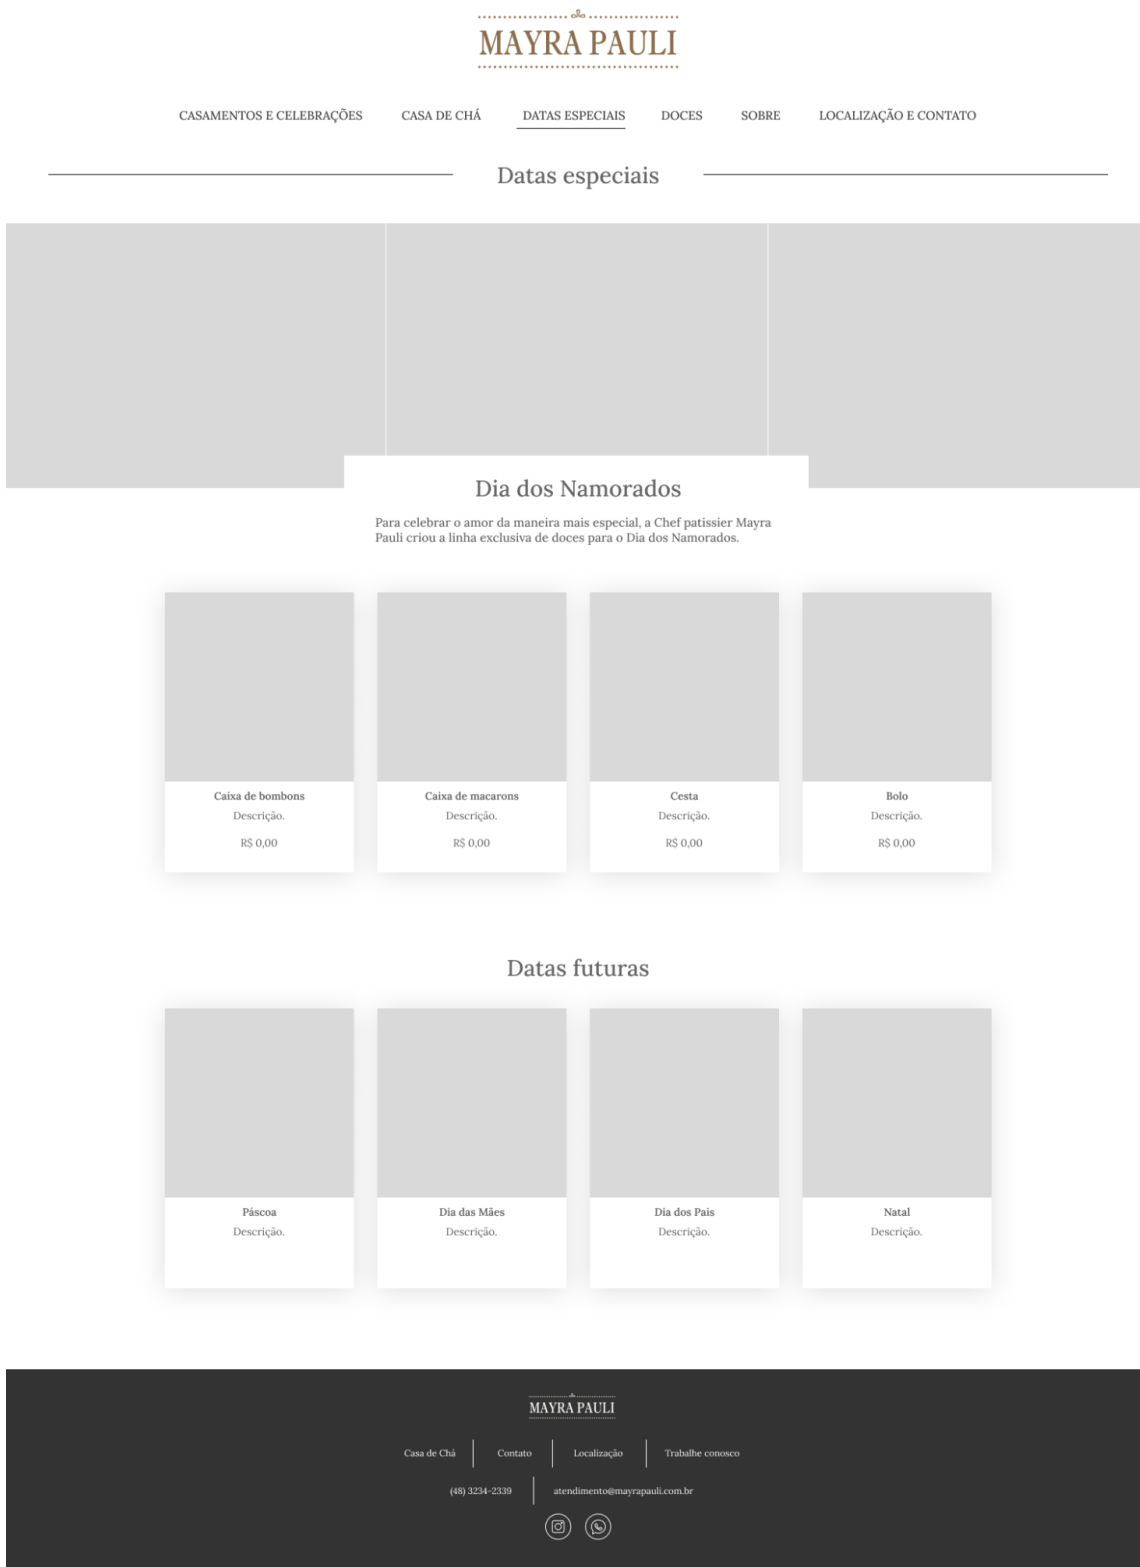 MAYRA PAULI
CASAMENTOS E CELEBRAÇÕES CASA DE CHÁ DATAS ESPECIAIS DOCES SOBRE LOCALIZAÇÃO E CONTATO
Datas especiais
Dia dos Namorados
Para celebrar o amor da maneira mais especial, a Chef patissier Mayra
Pauli criou a linha exclusiva de doces para o Dia dos Namorados.
Caixa de bombons Caixa de macarons Cesta Bolo
Descrição. Descrição. Descrição. Descrição.
R$ 0,00 R$ 0,00 R$ 0,00 R$ 0,00
Datas futuras
Páscoa Dia das Mães Dia dos Pais Natal
Descrição. Descrição. Descrição. Descrição.
MAYRA PAULI
Casa de Chá Contato Localização Trabalhe conosco
(48) 3234-2339 atendimento@mayrapauli.com.br